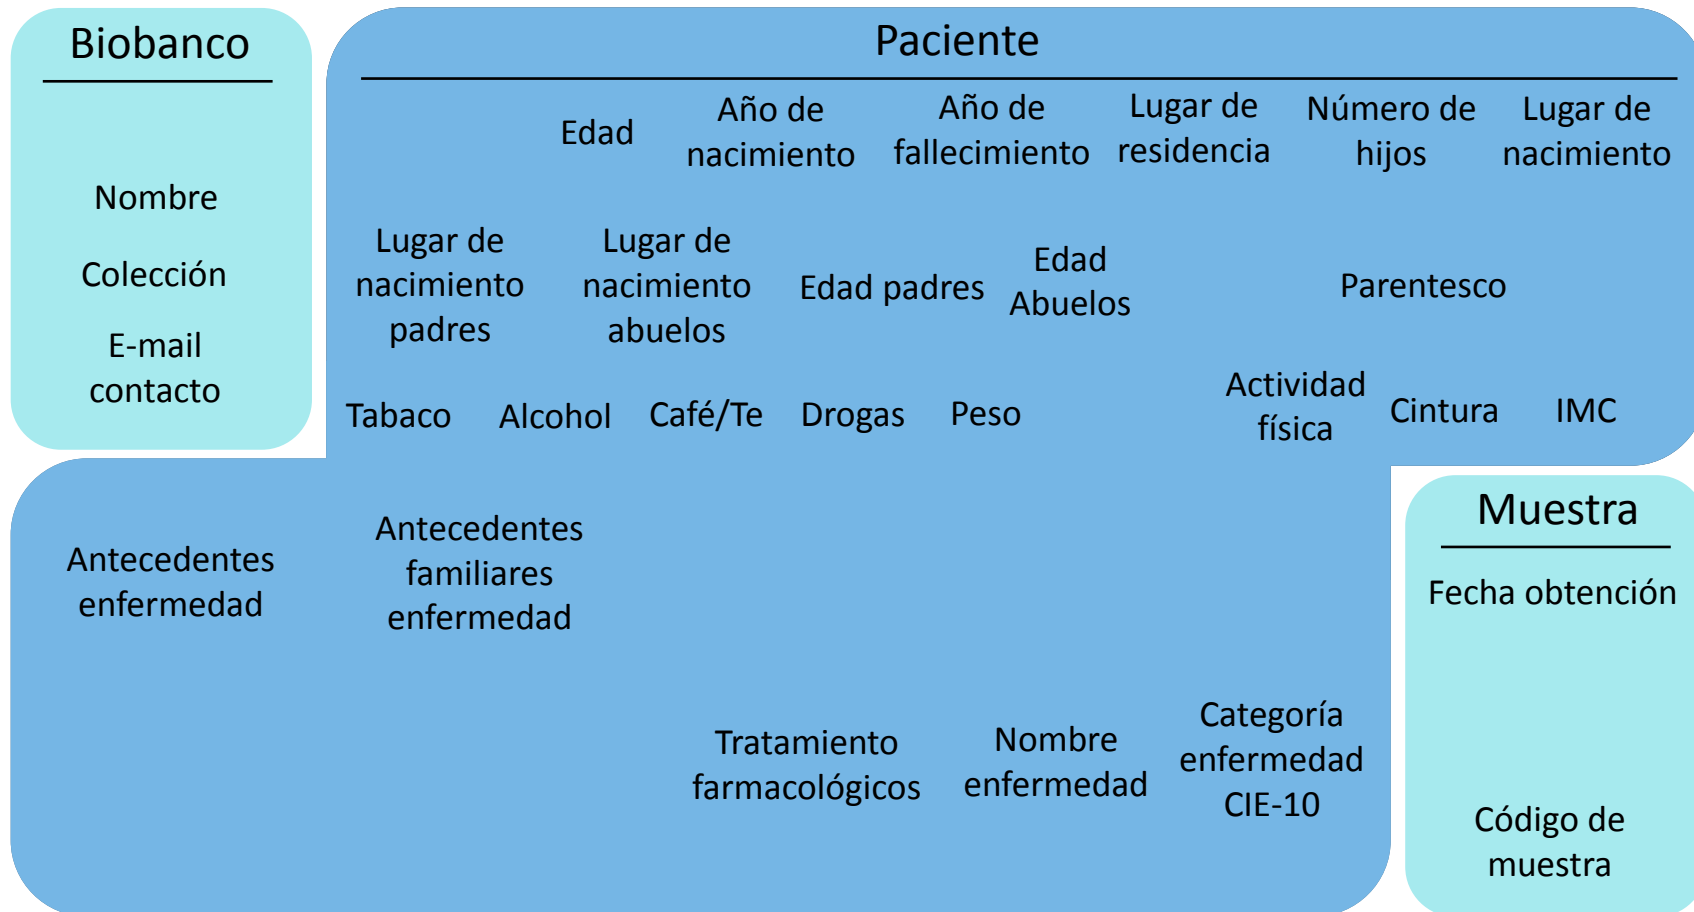 Biobanco
Nombre
Colección
E-mail
contacto
Paciente
Edad
Año de
nacimiento
Año de
fallecimiento
Lugar de
residencia
Número de
hijos
Lugar de
nacimiento
Lugar de
nacimiento
padres
Lugar de
nacimiento
abuelos
Edad padres
Edad
Abuelos
Parentesco
Tabaco
Alcohol
Café/Te
Drogas
Peso
Actividad
física
Cintura
IMC
Antecedentes
enfermedad
Antecedentes
familiares
enfermedad
Tratamiento
farmacológicos
Nombre
enfermedad
Categoría
enfermedad
CIE-10
Muestra
Fecha obtención
Código de
muestra